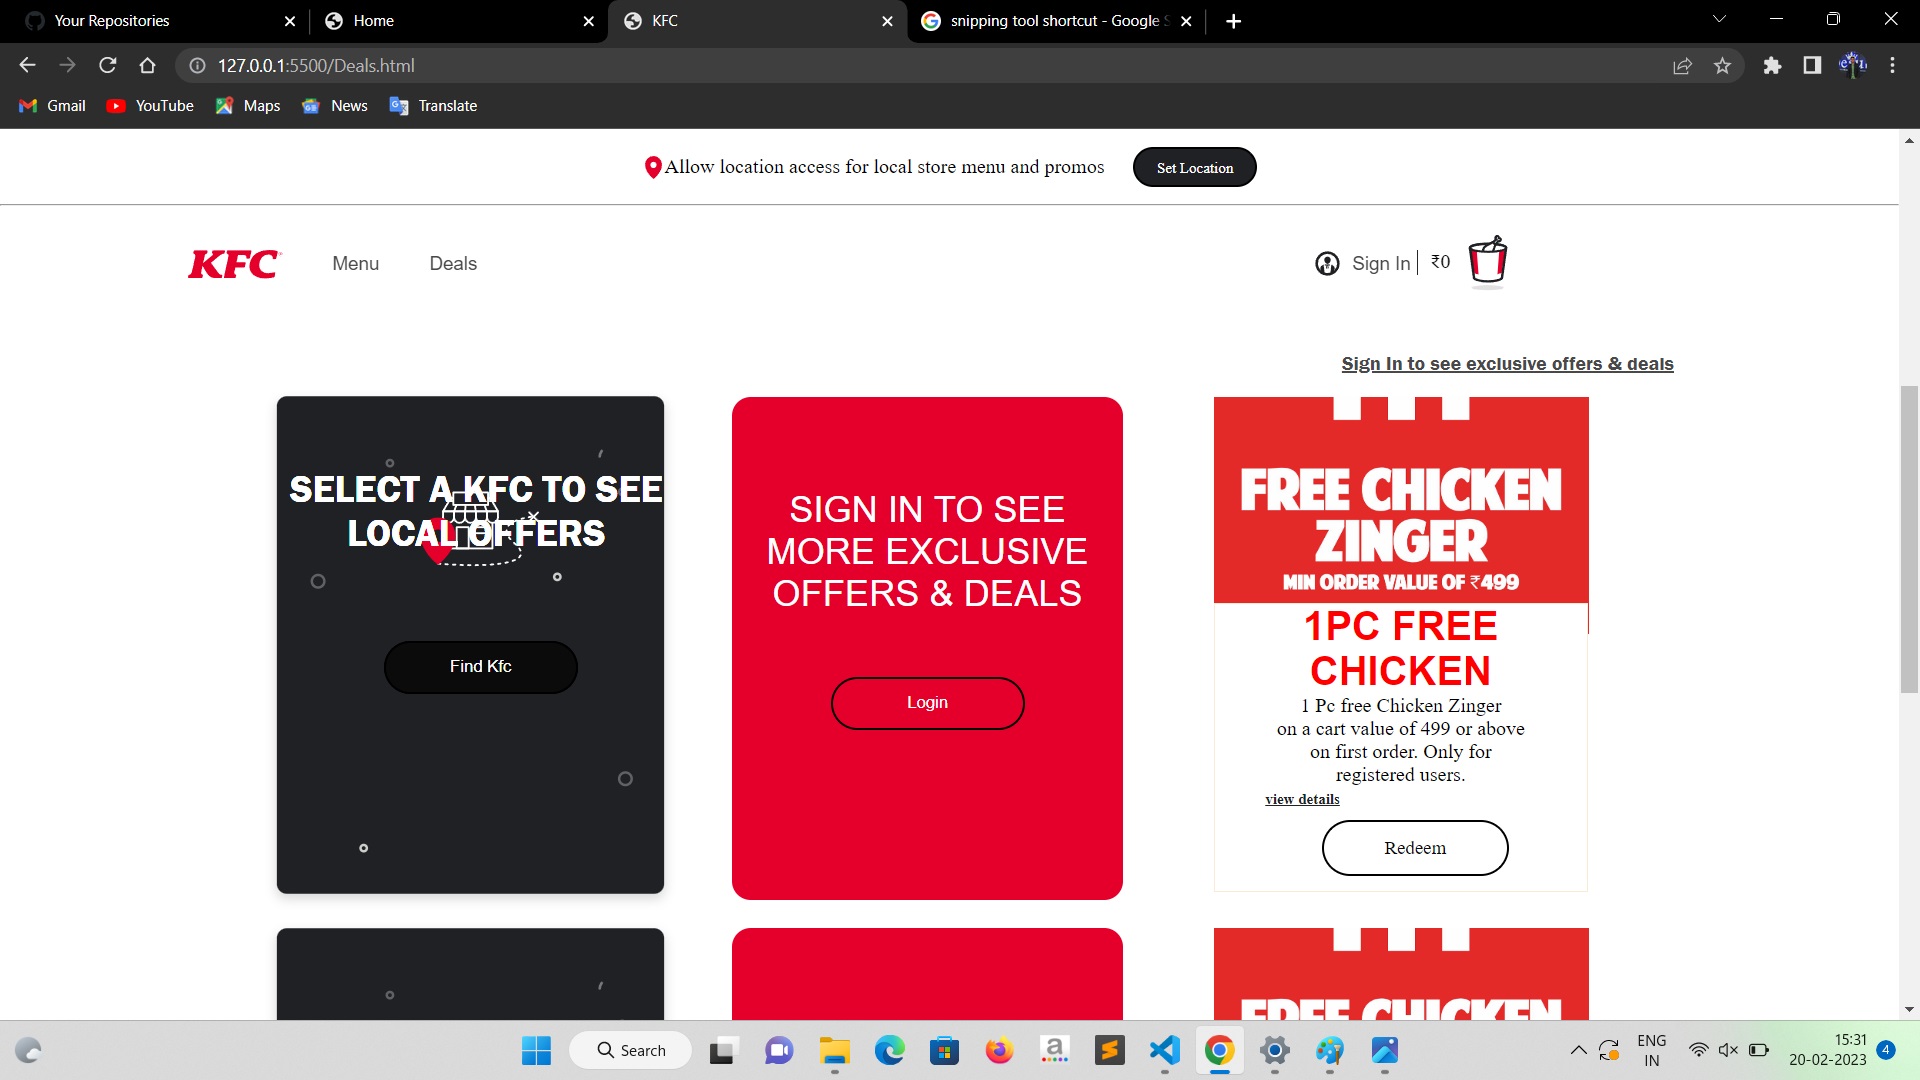 Your Repositories
Home
KFC
snipping tool shortcut - Google S
127.0.0.1:5500/Deals.html
Gmail
YouTube
Maps
News
Translate
Allow location access for local store menu and promos
Set Location
KFC
Menu
Deals
Sign In
₹0
Sign In to see exclusive offers & deals
SELECT A KFC TO SEE
LOCAL OFFERS
Find Kfc
SIGN IN TO SEE
MORE EXCLUSIVE
OFFERS & DEALS
Login
FREE CHICKEN
ZINGER
MIN ORDER VALUE OF ₹499
1PC FREE
CHICKEN
1 Pc free Chicken Zinger
on a cart value of 499 or above
on first order. Only for
registered users.
view details
Redeem
FREE CHICKEN
Search
ENG
IN
15:31
20-02-2023
4